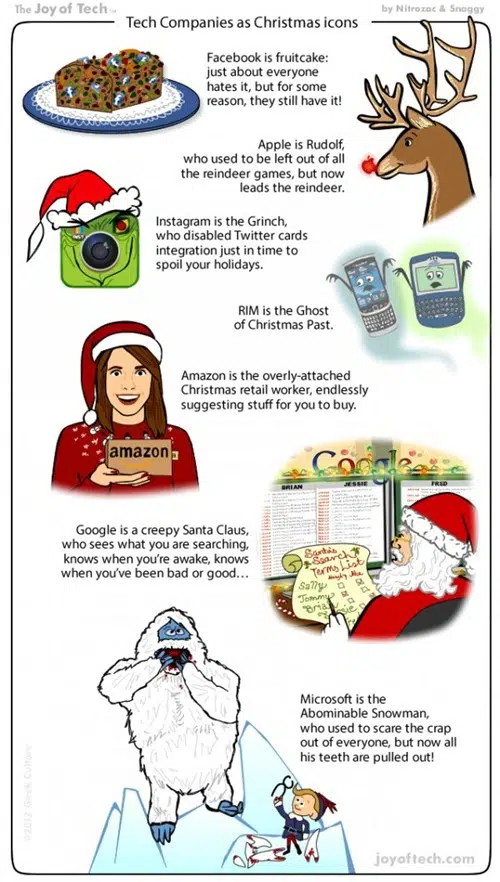 The Joy of Tech™
by Nitrozac & Snaggy
Tech Companies as Christmas icons
Facebook is fruitcake:
just about everyone
hates it, but for some
reason, they still have it!
Apple is Rudolf,
who used to be left out of all
the reindeer games, but now
leads the reindeer.
Instagram is the Grinch,
who disabled Twitter cards
integration just in time to
spoil your holidays.
RIM is the Ghost
of Christmas Past.
Amazon is the overly-attached
Christmas retail worker, endlessly
suggesting stuff for you to buy.
amazon
Google
BRIAN
JESSIE
FRED
Google is a creepy Santa Claus,
who sees what you are searching,
knows when you're awake, knows
when you've been bad or good…
Santa's
Search
Terms List
Naughty Nice
Sally
Tommy
Brian
Jessie
Microsoft is the
Abominable Snowman,
who used to scare the crap
out of everyone, but now all
his teeth are pulled out!
©2012 Geek Culture
joyoftech.com